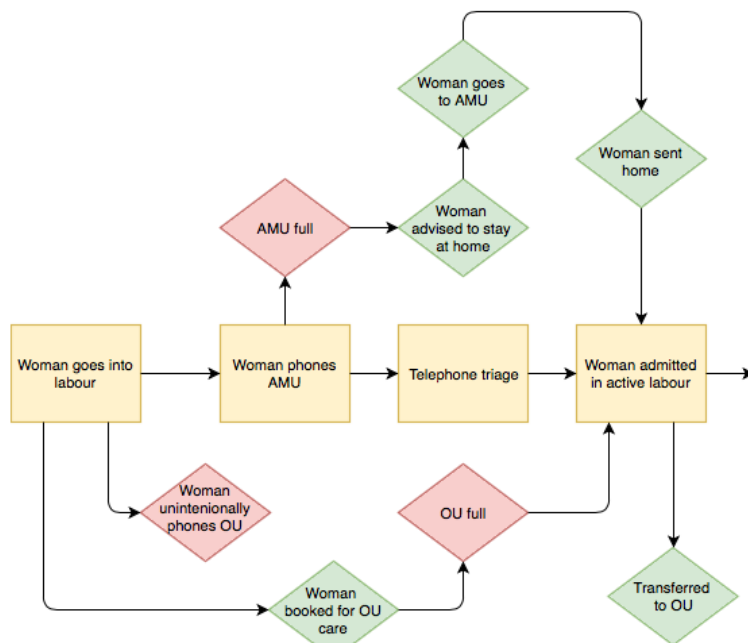 Woman goes
to AMU
Woman sent
home
AMU full
Woman
advised to stay
at home
Woman goes into
labour
Woman phones
AMU
Telephone triage
Woman admitted
in active labour
Woman
unintenionally
phones OU
OU full
Woman
booked for OU
care
Transferred
to OU